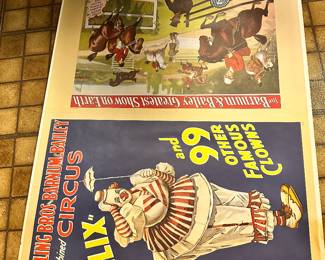 THE BARNUM & BAILEY GREATEST SHOW ON EARTH
LING BROS AND BARNUM & BAILEY
bined CIRCUS
LIX"
and
99
OTHER
FAMOUS
CLOWNS